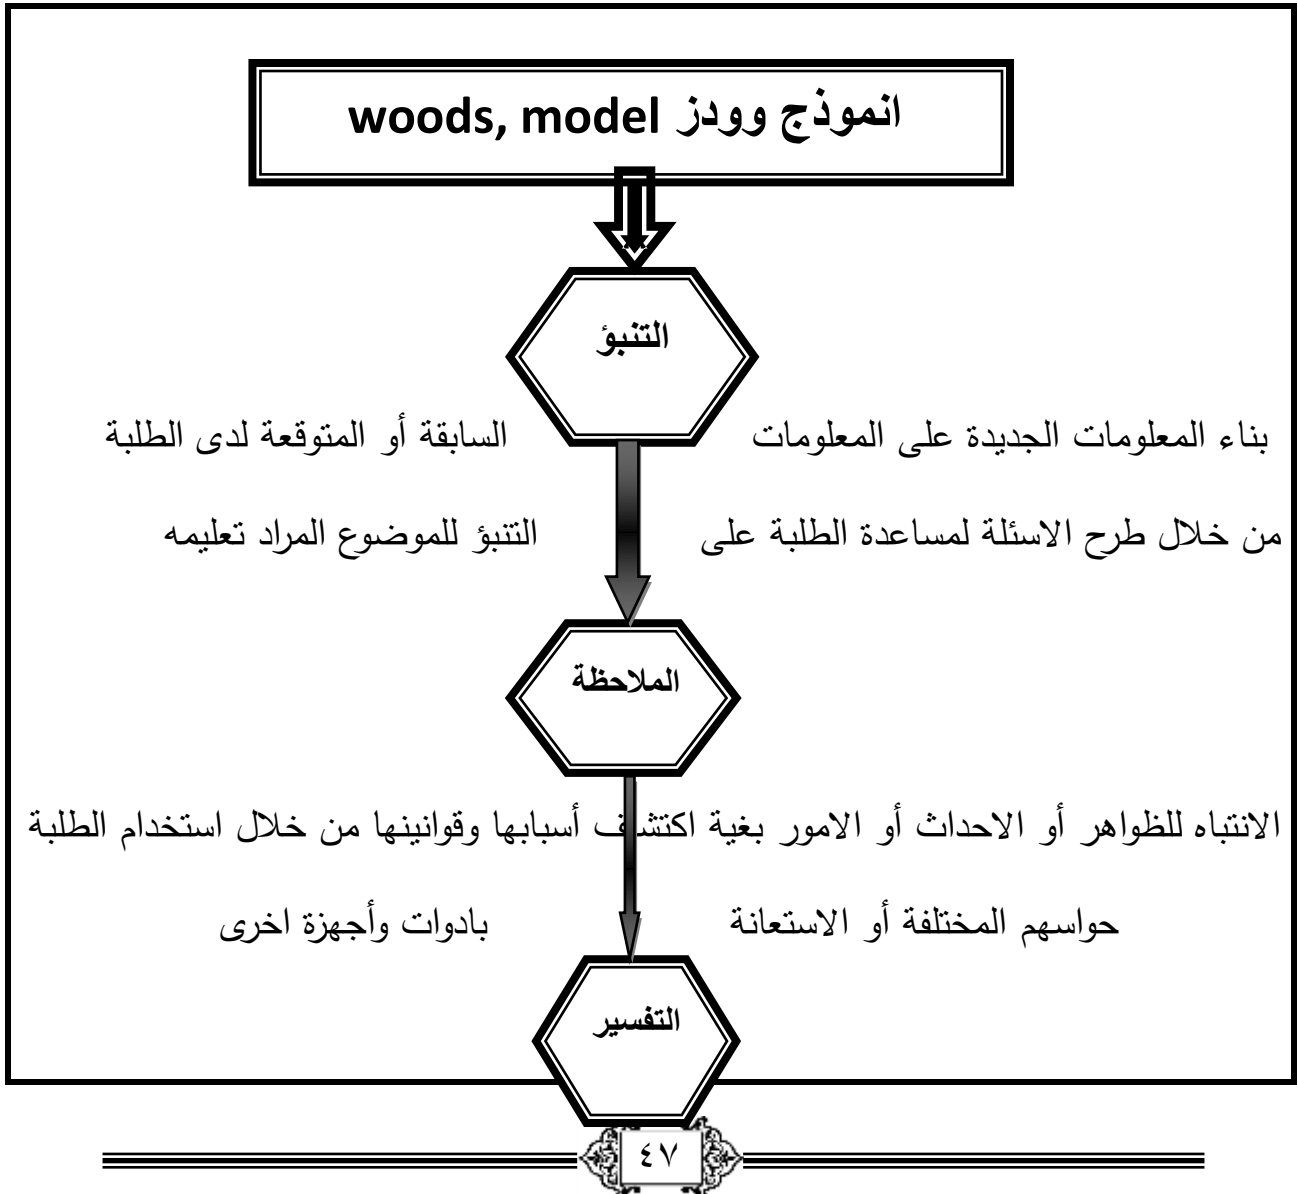 انموذج وودز woods, model
التنبؤ
بناء المعلومات الجديدة على المعلومات السابقة أو المتوقعة لدى الطلبة
من خلال طرح الاسئلة لمساعدة الطلبة على التنبؤ للموضوع المراد تعليمه
الملاحظة
الانتباه للظواهر أو الاحداث أو الامور بغية اكتشاف أسبابها وقوانينها من خلال استخدام الطلبة
حواسهم المختلفة أو الاستعانة بادوات وأجهزة اخرى
التفسير
٤٧